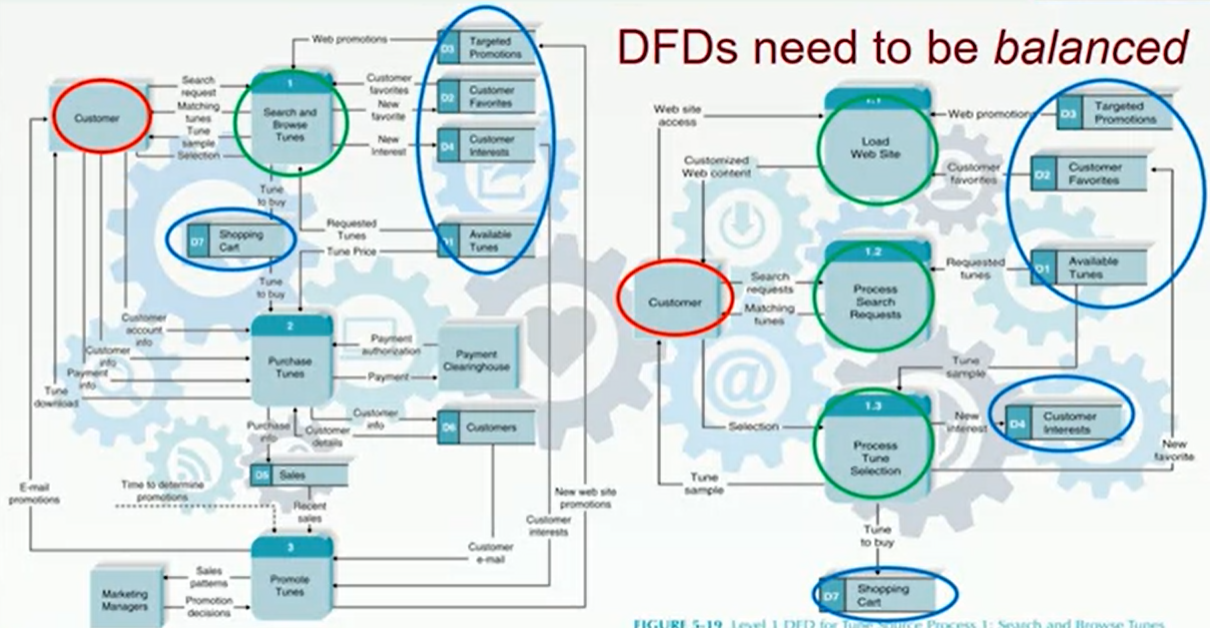 DFDs need to be balanced
Web promotions
D3
Targeted
Promotions
1
Search and
Browse
Tunes
Customer
Search
request
Matching
tunes
Tune
sample
Selection
Customer
favorites
New
favorite
New
Interest
D2
Customer
Favorites
D4
Customer
Interests
Tune
to buy
D7
Shopping
Cart
Requested
Tunes
Tune Price
D1
Available
Tunes
Tune
to buy
Customer
account
info
Customer
info
Payment
info
Tune
download
2
Purchase
Tunes
Payment
authorization
Payment
Payment
Clearinghouse
Purchase
info
Customer
details
Customer
info
D6
Customers
D5
Sales
E-mail
promotions
Time to determine
promotions
Recent
sales
New web site
promotions
Customer
interests
Customer
e-mail
3
Promote
Tunes
Sales
patterns
Promotion
decisions
Marketing
Managers
Web site
access
1.1
Load
Web Site
Web promotions
D3
Targeted
Promotions
Customized
Web content
Customer
favorites
D2
Customer
Favorites
1.2
Process
Search
Requests
Requested
tunes
D1
Available
Tunes
Customer
Search
requests
Matching
tunes
Tune
sample
1.3
Process
Tune
Selection
Selection
New
interest
D4
Customer
Interests
New
favorite
Tune
sample
Tune
to buy
D7
Shopping
Cart
FIGURE 5-19 Level 1 DFD for Tune Source Process 1: Search and Browse Tunes